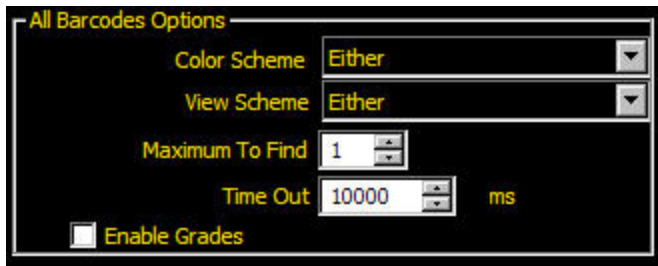 All Barcodes Options
Color Scheme Either
View Scheme Either
Maximum To Find 1
Time Out 10000 ms
Enable Grades